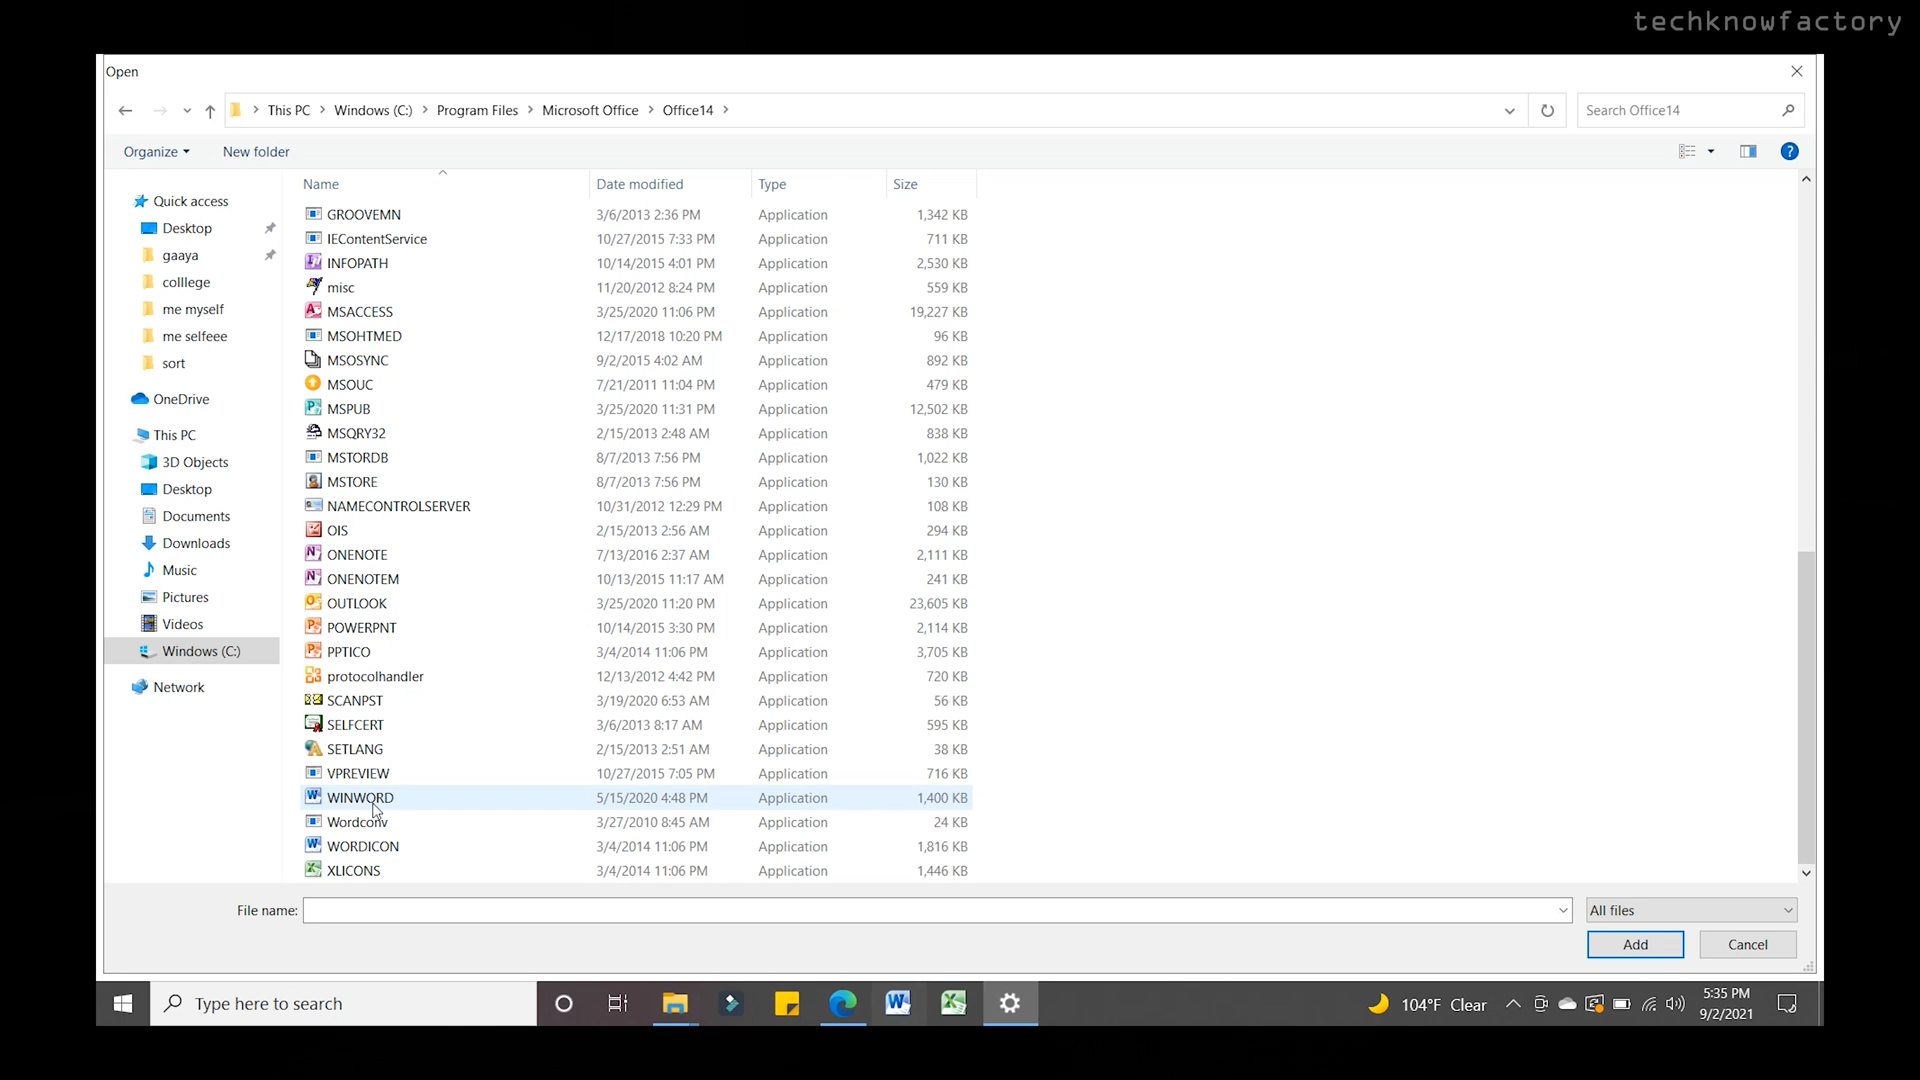 techknowfactory
Open
This PC > Windows (C:) > Program Files > Microsoft Office > Office14 >
Search Office14
Organize New folder
?
Name Date modified Type Size
GROOVEMN 3/6/2013 2:36 PM Application 1,342 KB
IEContentService 10/27/2015 7:33 PM Application 711 KB
INFOPATH 10/14/2015 4:01 PM Application 2,530 KB
misc 11/20/2012 8:24 PM Application 559 KB
MSACCESS 3/25/2020 11:06 PM Application 19,227 KB
MSOHTMED 12/17/2018 10:20 PM Application 96 KB
MSOSYNC 9/2/2015 4:02 AM Application 892 KB
MSOUC 7/21/2011 11:04 PM Application 479 KB
MSPUB 3/25/2020 11:31 PM Application 12,502 KB
MSQRY32 2/15/2013 2:48 AM Application 838 KB
MSTORDB 8/7/2013 7:56 PM Application 1,022 KB
MSTORE 8/7/2013 7:56 PM Application 130 KB
NAMECONTROLSERVER 10/31/2012 12:29 PM Application 108 KB
OIS 2/15/2013 2:56 AM Application 294 KB
ONENOTE 7/13/2016 2:37 AM Application 2,111 KB
ONENOTEM 10/13/2015 11:17 AM Application 241 KB
OUTLOOK 3/25/2020 11:20 PM Application 23,605 KB
POWERPNT 10/14/2015 3:30 PM Application 2,114 KB
PPTICO 3/4/2014 11:06 PM Application 3,705 KB
protocolhandler 12/13/2012 4:42 PM Application 720 KB
SCANPST 3/19/2020 6:53 AM Application 56 KB
SELFCERT 3/6/2013 8:17 AM Application 595 KB
SETLANG 2/15/2013 2:51 AM Application 38 KB
VPREVIEW 10/27/2015 7:05 PM Application 716 KB
WINWORD 5/15/2020 4:48 PM Application 1,400 KB
Wordconv 3/27/2010 8:45 AM Application 24 KB
WORDICON 3/4/2014 11:06 PM Application 1,816 KB
XLICONS 3/4/2014 11:06 PM Application 1,446 KB
Quick access
Desktop
gaaya
colllege
me myself
me selfeee
sort
OneDrive
This PC
3D Objects
Desktop
Documents
Downloads
Music
Pictures
Videos
Windows (C:)
Network
File name:
All files
Add Cancel
Type here to search
104°F Clear
5:35 PM
9/2/2021